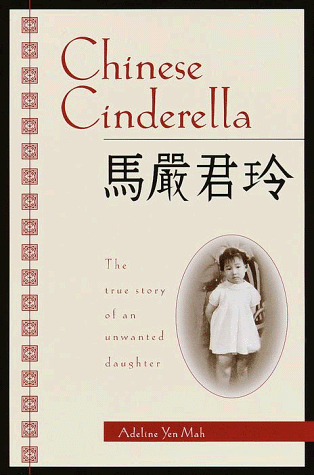 Chinese
Cinderella
馬嚴君玲
The
true story
of an
unwanted
daughter
Adeline Yen Mah